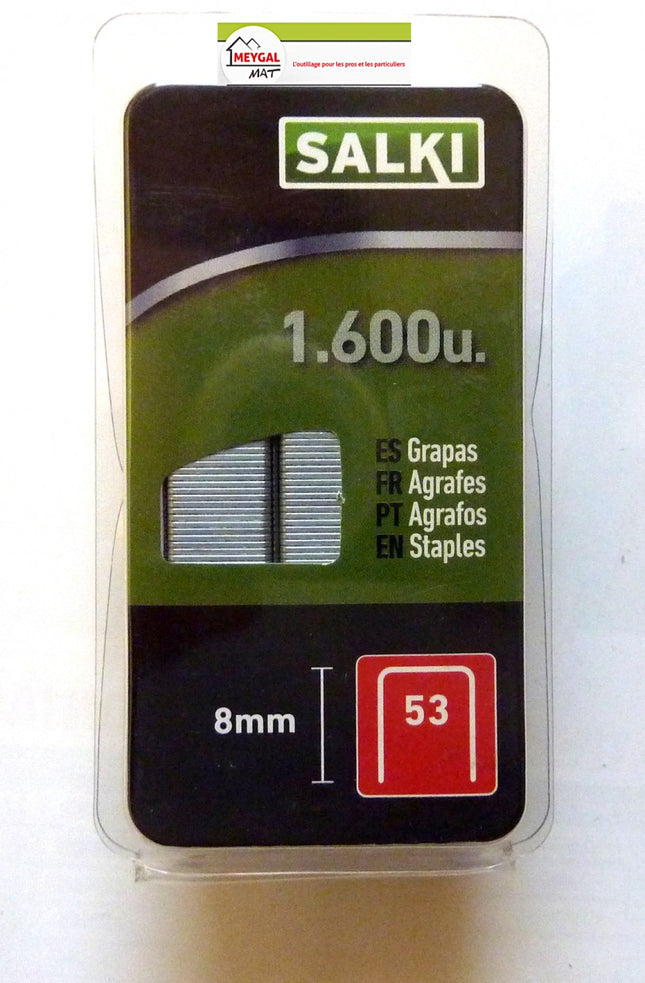 MEYGAL
MAT
L'outillage pour les pros et les particuliers
SALKI
1.600u.
ES Grapas
FR Agrafes
PT Agrafos
EN Staples
8mm
53